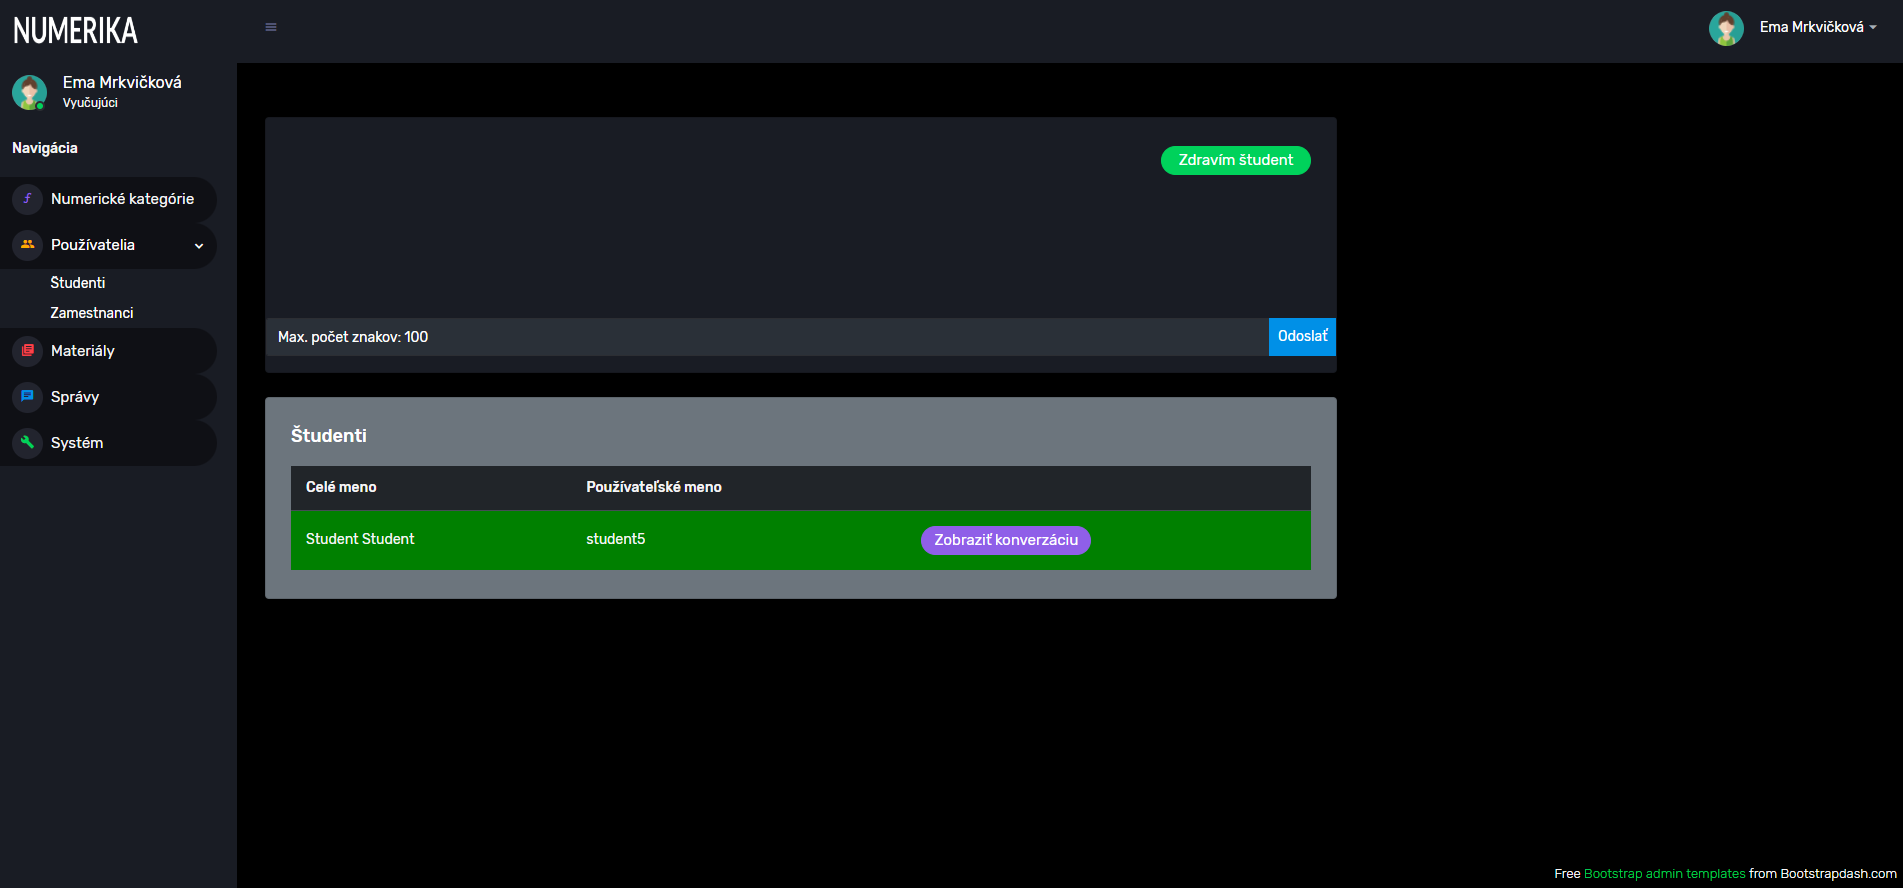 NUMERIKA
Ema Mrkvičková
Ema Mrkvičková
Vyučujúci
Navigácia
Numerické kategórie
Používatelia
Študenti
Zamestnanci
Materiály
Správy
Systém
Zdravím študent
Max. počet znakov: 100
Odoslať
Študenti
Celé meno Používateľské meno
Student Student student5 Zobraziť konverzáciu
Free Bootstrap admin templates from Bootstrapdash.com